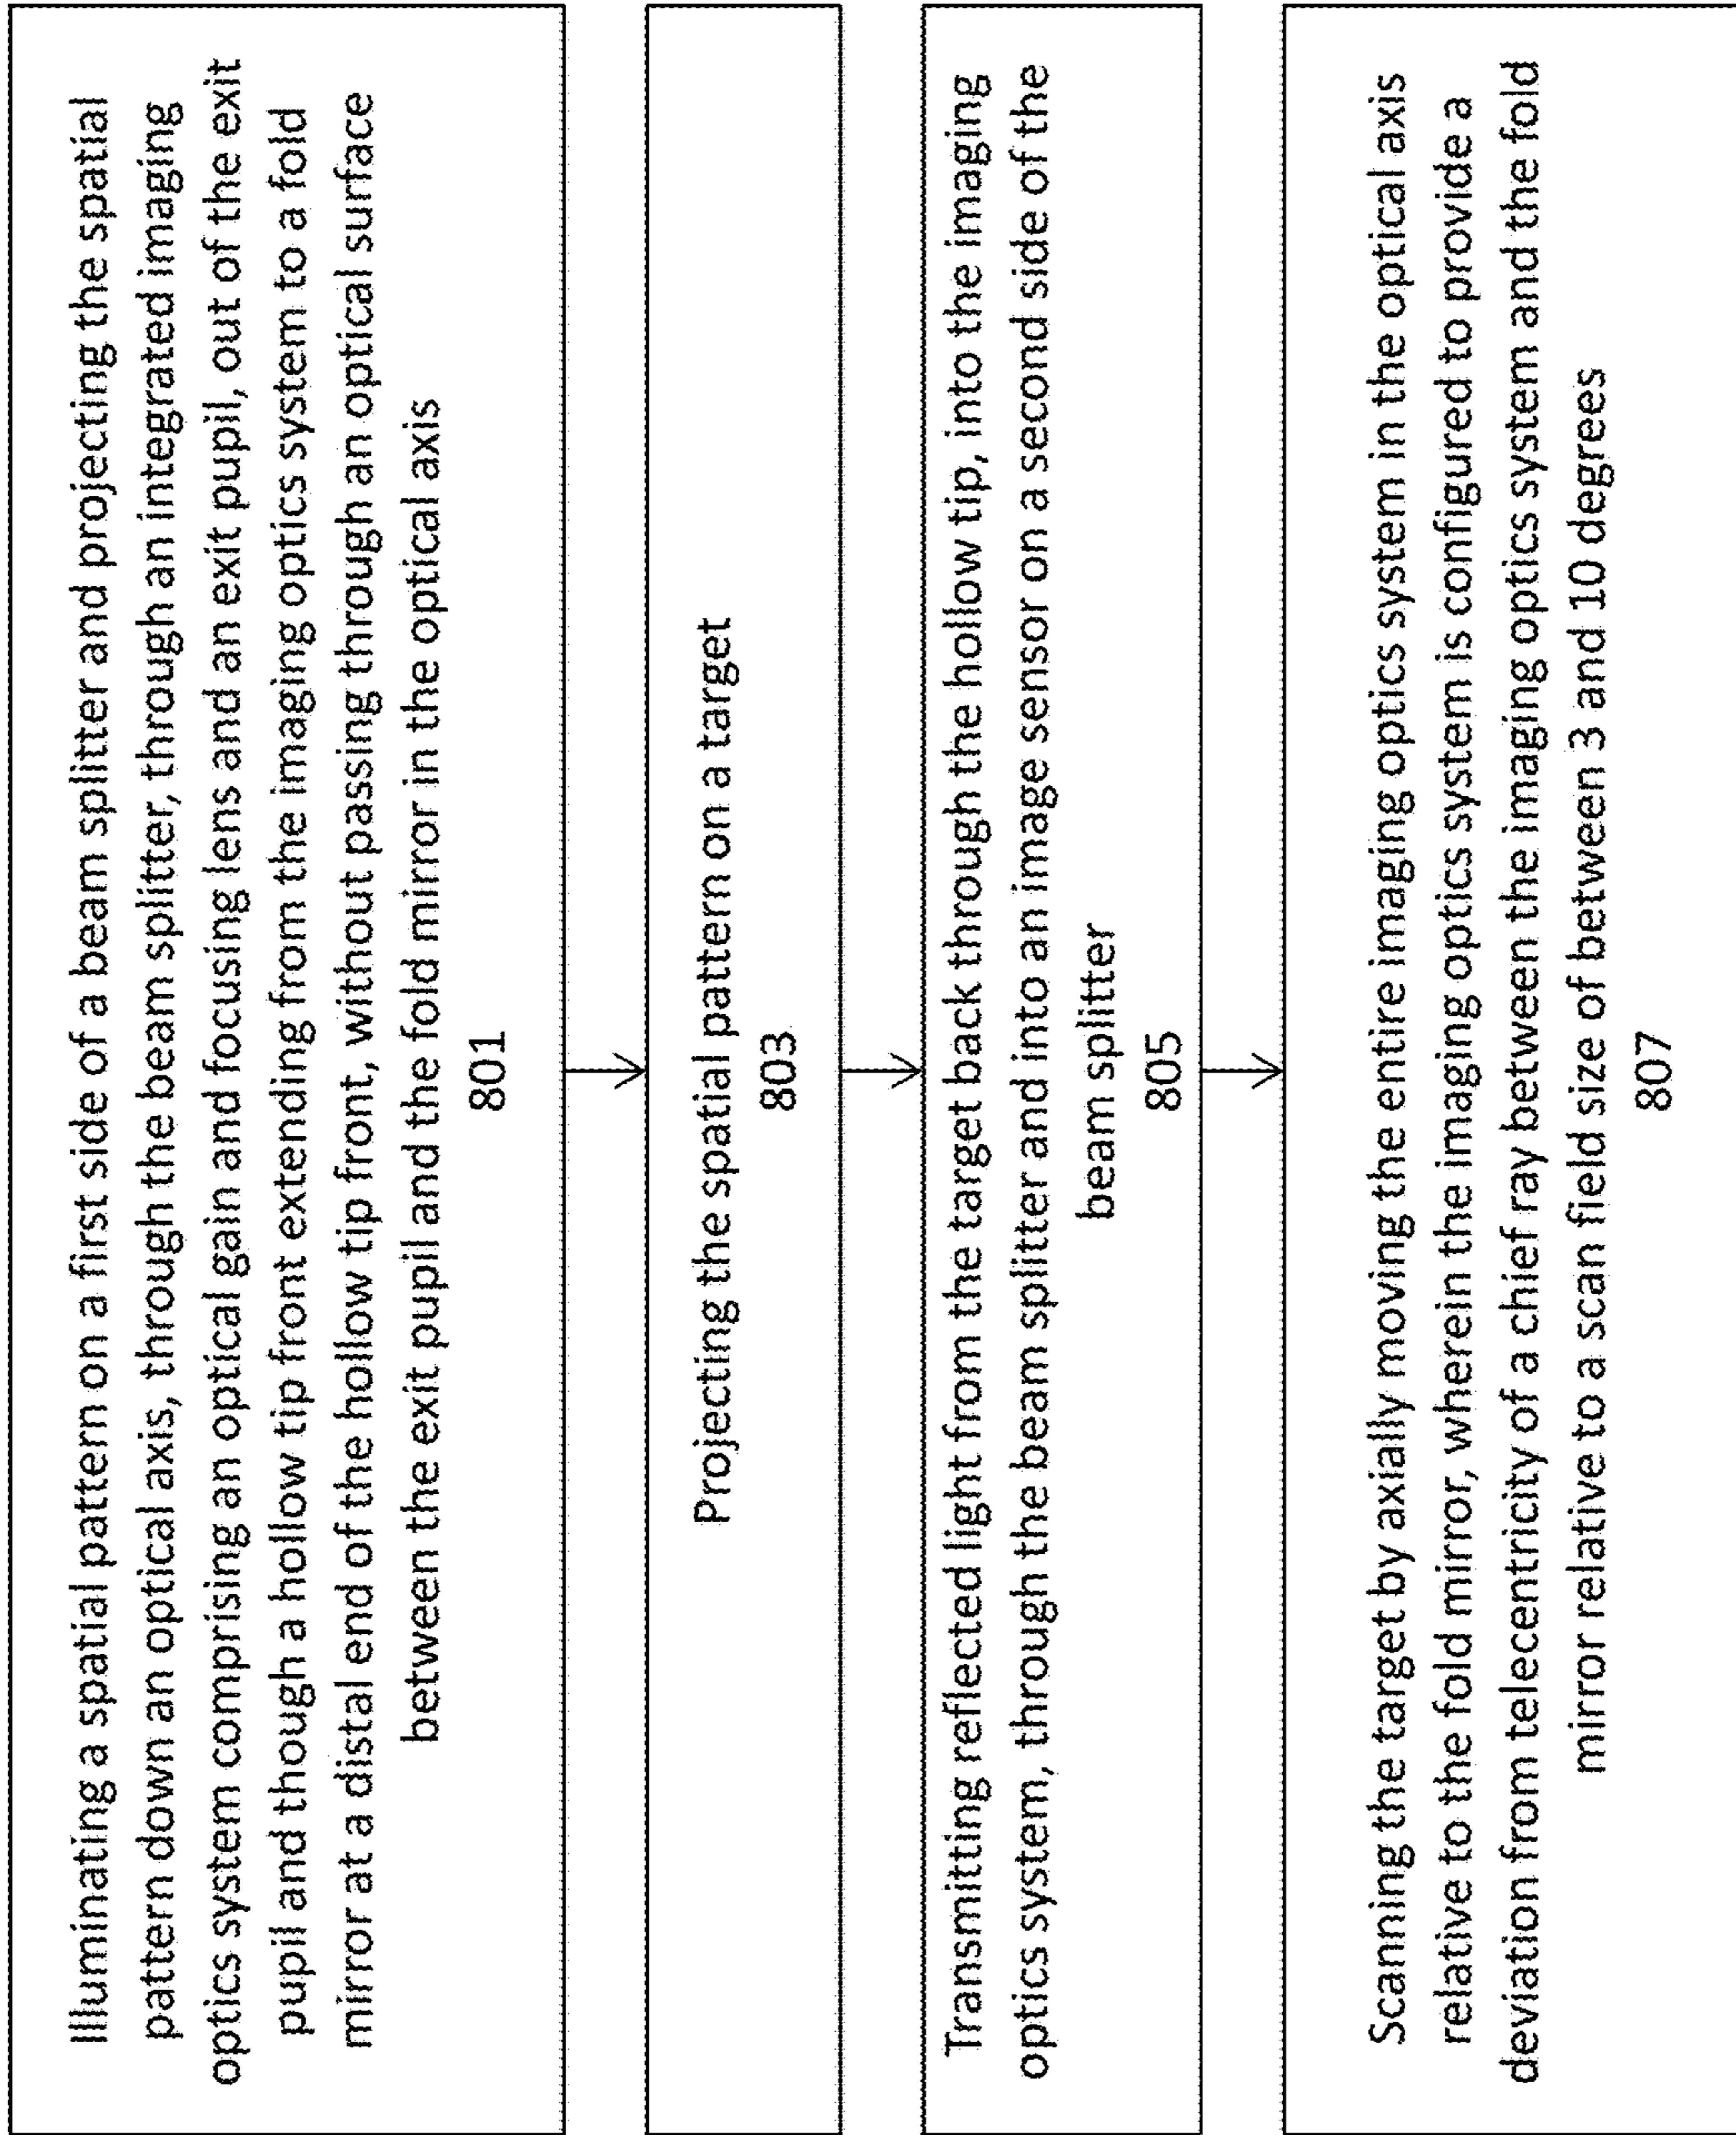 Illuminating a spatial pattern on a first side of a beam splitter and projecting the spatial
pattern down an optical axis, through the beam splitter, through an integrated imaging
optics system comprising an optical gain and focusing lens and an exit pupil, out of the exit
pupil and though a hollow tip front extending from the imaging optics system to a fold
mirror at a distal end of the hollow tip front, without passing through an optical surface
between the exit pupil and the fold mirror in the optical axis
801
Projecting the spatial pattern on a target
803
Transmitting reflected light from the target back through the hollow tip, into the imaging
optics system, through the beam splitter and into an image sensor on a second side of the
beam splitter
805
Scanning the target by axially moving the entire imaging optics system in the optical axis
relative to the fold mirror, wherein the imaging optics system is configured to provide a
deviation from telecentricity of a chief ray between the imaging optics system and the fold
mirror relative to a scan field size of between 3 and 10 degrees
807